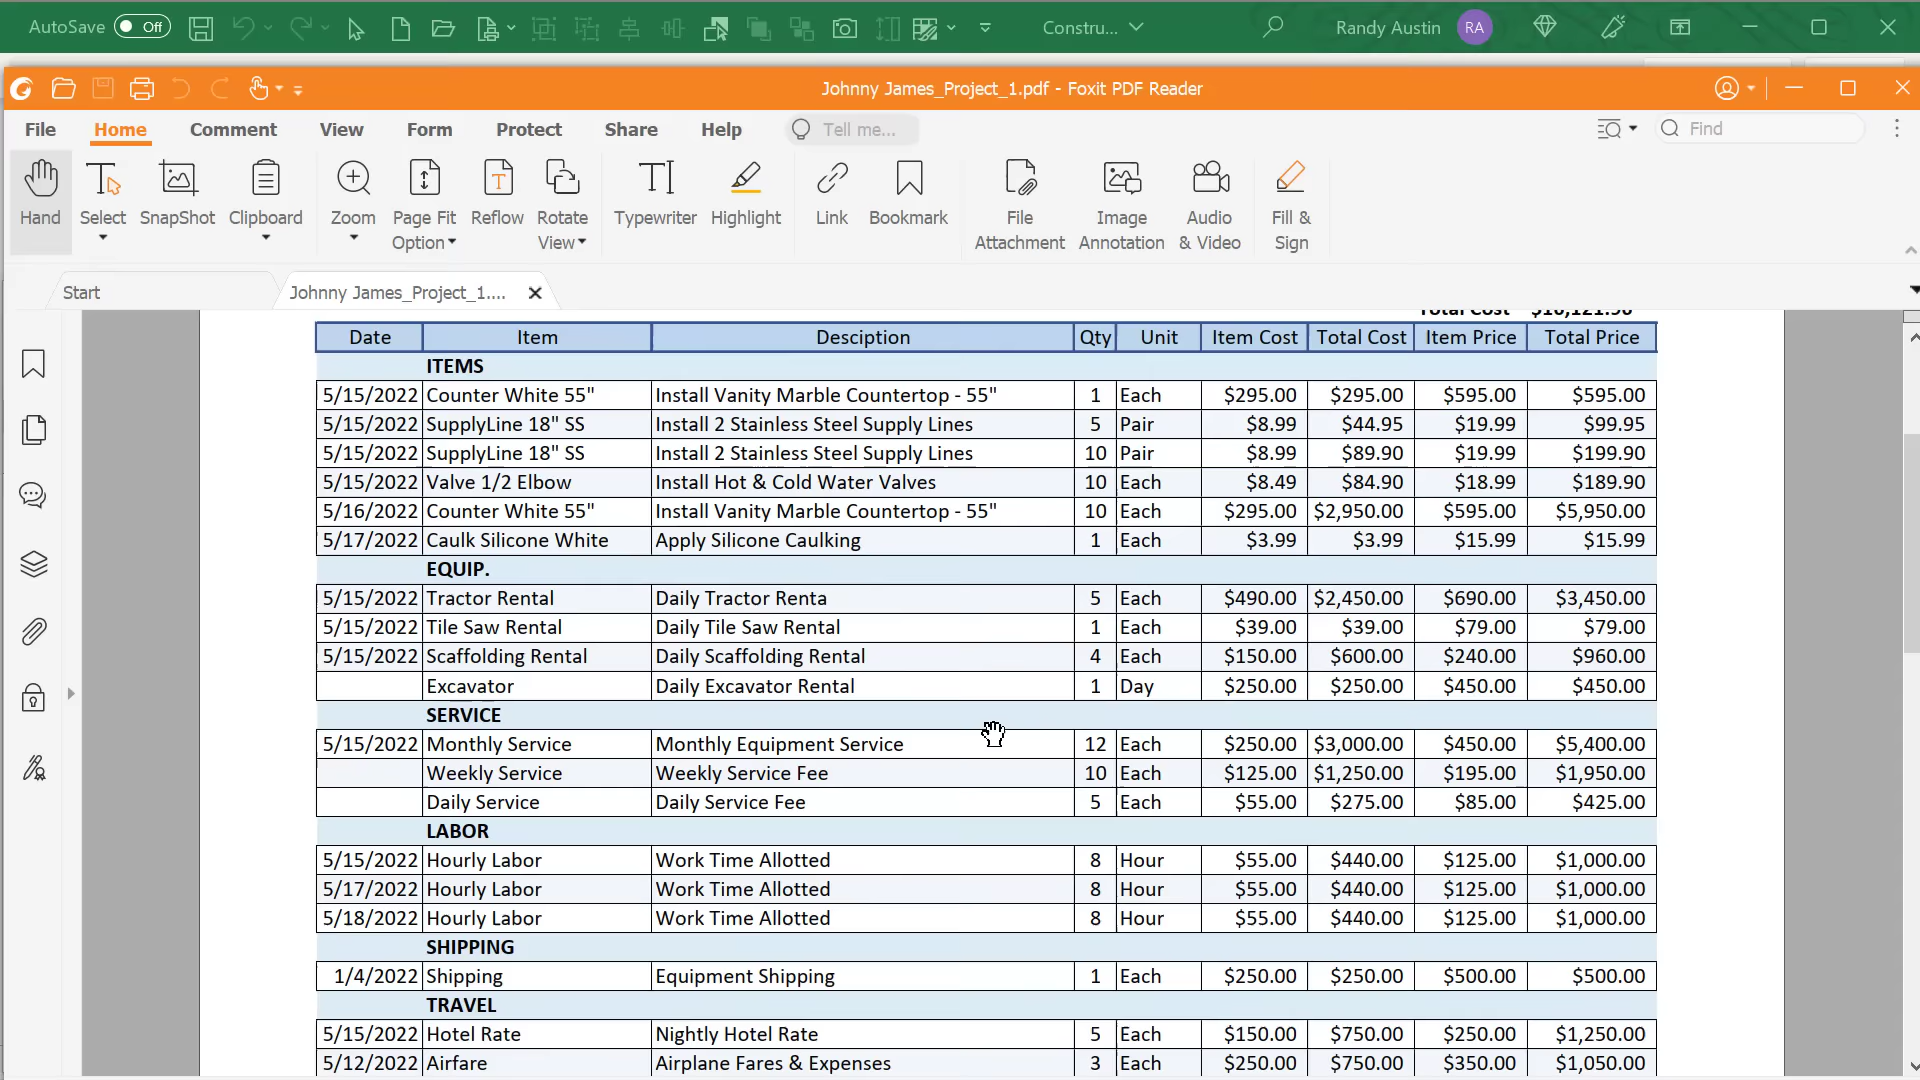 AutoSave Off Constru... Randy Austin RA
Johnny James_Project_1.pdf - Foxit PDF Reader
File Home Comment View Form Protect Share Help Tell me... Find
Hand Select SnapShot Clipboard Zoom Page Fit Option Reflow Rotate View Typewriter Highlight Link Bookmark File Attachment Image Annotation Audio & Video Fill & Sign
Start Johnny James_Project_1....
Date Item Desciption Qty Unit Item Cost Total Cost Item Price Total Price
ITEMS
5/15/2022 Counter White 55" Install Vanity Marble Countertop - 55" 1 Each $295.00 $295.00 $595.00 $595.00
5/15/2022 SupplyLine 18" SS Install 2 Stainless Steel Supply Lines 5 Pair $8.99 $44.95 $19.99 $99.95
5/15/2022 SupplyLine 18" SS Install 2 Stainless Steel Supply Lines 10 Pair $8.99 $89.90 $19.99 $199.90
5/15/2022 Valve 1/2 Elbow Install Hot & Cold Water Valves 10 Each $8.49 $84.90 $18.99 $189.90
5/16/2022 Counter White 55" Install Vanity Marble Countertop - 55" 10 Each $295.00 $2,950.00 $595.00 $5,950.00
5/17/2022 Caulk Silicone White Apply Silicone Caulking 1 Each $3.99 $3.99 $15.99 $15.99
EQUIP.
5/15/2022 Tractor Rental Daily Tractor Renta 5 Each $490.00 $2,450.00 $690.00 $3,450.00
5/15/2022 Tile Saw Rental Daily Tile Saw Rental 1 Each $39.00 $39.00 $79.00 $79.00
5/15/2022 Scaffolding Rental Daily Scaffolding Rental 4 Each $150.00 $600.00 $240.00 $960.00
Excavator Daily Excavator Rental 1 Day $250.00 $250.00 $450.00 $450.00
SERVICE
5/15/2022 Monthly Service Monthly Equipment Service 12 Each $250.00 $3,000.00 $450.00 $5,400.00
Weekly Service Weekly Service Fee 10 Each $125.00 $1,250.00 $195.00 $1,950.00
Daily Service Daily Service Fee 5 Each $55.00 $275.00 $85.00 $425.00
LABOR
5/15/2022 Hourly Labor Work Time Allotted 8 Hour $55.00 $440.00 $125.00 $1,000.00
5/17/2022 Hourly Labor Work Time Allotted 8 Hour $55.00 $440.00 $125.00 $1,000.00
5/18/2022 Hourly Labor Work Time Allotted 8 Hour $55.00 $440.00 $125.00 $1,000.00
SHIPPING
1/4/2022 Shipping Equipment Shipping 1 Each $250.00 $250.00 $500.00 $500.00
TRAVEL
5/15/2022 Hotel Rate Nightly Hotel Rate 5 Each $150.00 $750.00 $250.00 $1,250.00
5/12/2022 Airfare Airplane Fares & Expenses 3 Each $250.00 $750.00 $350.00 $1,050.00